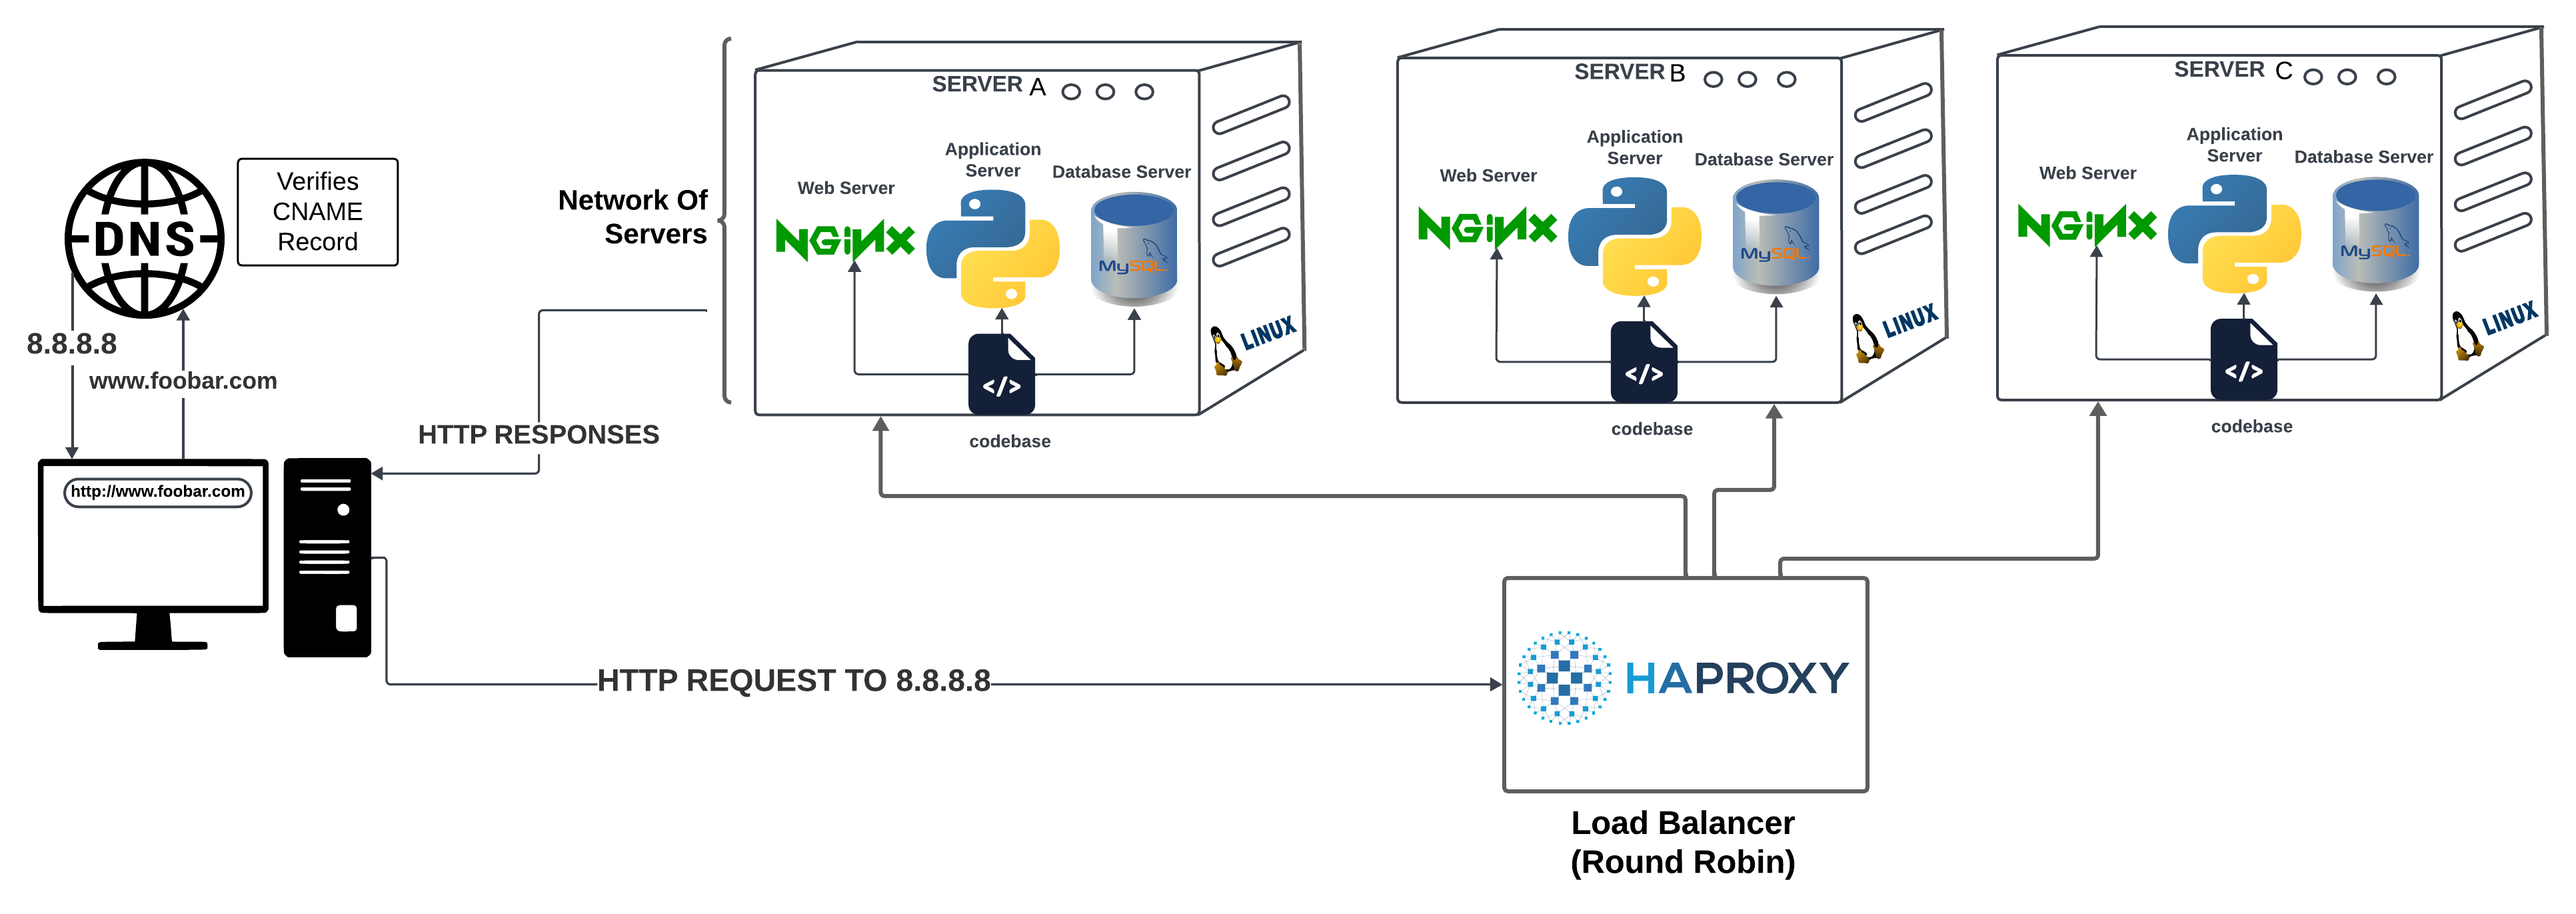 DNS
Verifies
CNAME
Record
8.8.8.8
www.foobar.com
http://www.foobar.com
HTTP RESPONSES
HTTP REQUEST TO 8.8.8.8
Network Of
Servers
SERVER A
Web Server
Application
Server
Database Server
NGiNX
MySQL
</>
LINUX
codebase
SERVER B
Web Server
Application
Server
Database Server
NGiNX
MySQL
</>
LINUX
codebase
SERVER C
Web Server
Application
Server
Database Server
NGiNX
MySQL
</>
LINUX
codebase
HAPROXY
Load Balancer
(Round Robin)